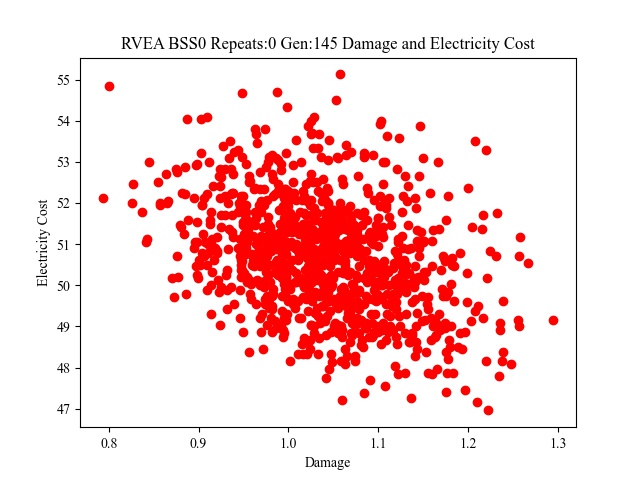 RVEA BSS0 Repeats:0 Gen:145 Damage and Electricity Cost
55
54
53
52
51
50
49
48
47
Electricity Cost
0.8 0.9 1.0 1.1 1.2 1.3
Damage